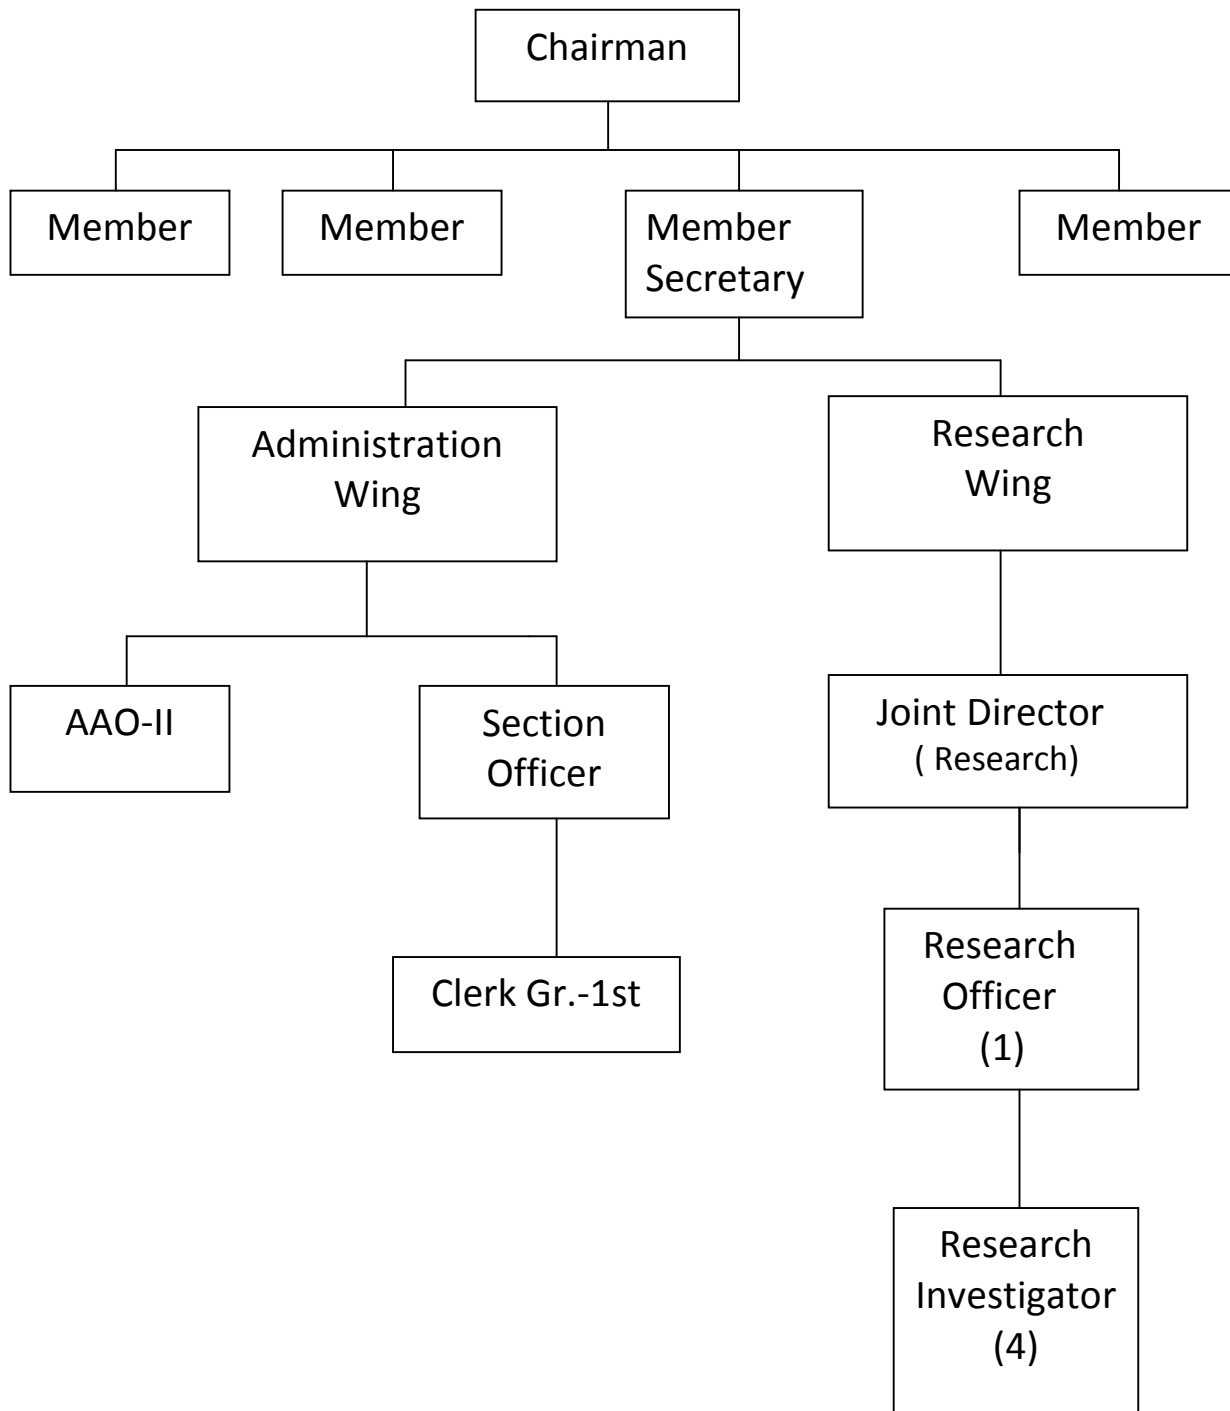 Chairman
Member
Member
Member
Secretary
Member
Administration
Wing
Research
Wing
AAO-II
Section
Officer
Joint Director
( Research)
Clerk Gr.-1st
Research
Officer
(1)
Research
Investigator
(4)